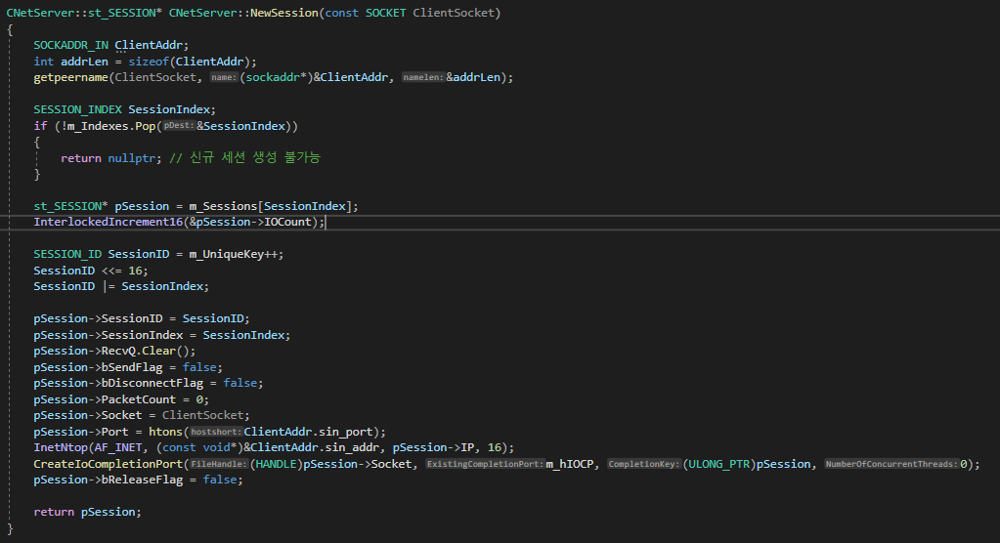 CNetServer::st_SESSION* CNetServer::NewSession(const SOCKET ClientSocket)
{
    SOCKADDR_IN ClientAddr;
    int addrLen = sizeof(ClientAddr);
    getpeername(ClientSocket, name: (sockaddr*)&ClientAddr, namelen: &addrLen);

    SESSION_INDEX SessionIndex;
    if (!m_Indexes.Pop(pDest: &SessionIndex))
    {
        return nullptr; // 신규 세션 생성 불가능
    }

    st_SESSION* pSession = m_Sessions[SessionIndex];
    InterlockedIncrement16(&pSession->IOCount);

    SESSION_ID SessionID = m_UniqueKey++;
    SessionID <<= 16;
    SessionID |= SessionIndex;

    pSession->SessionID = SessionID;
    pSession->SessionIndex = SessionIndex;
    pSession->RecvQ.Clear();
    pSession->bSendFlag = false;
    pSession->bDisconnectFlag = false;
    pSession->PacketCount = 0;
    pSession->Socket = ClientSocket;
    pSession->Port = htons(hostshort: ClientAddr.sin_port);
    InetNtop(AF_INET, (const void*)&ClientAddr.sin_addr, pSession->IP, 16);
    CreateIoCompletionPort(FileHandle: (HANDLE)pSession->Socket, ExistingCompletionPort: m_hIOCP, CompletionKey: (ULONG_PTR)pSession, NumberOfConcurrentThreads: 0);
    pSession->bReleaseFlag = false;

    return pSession;
}